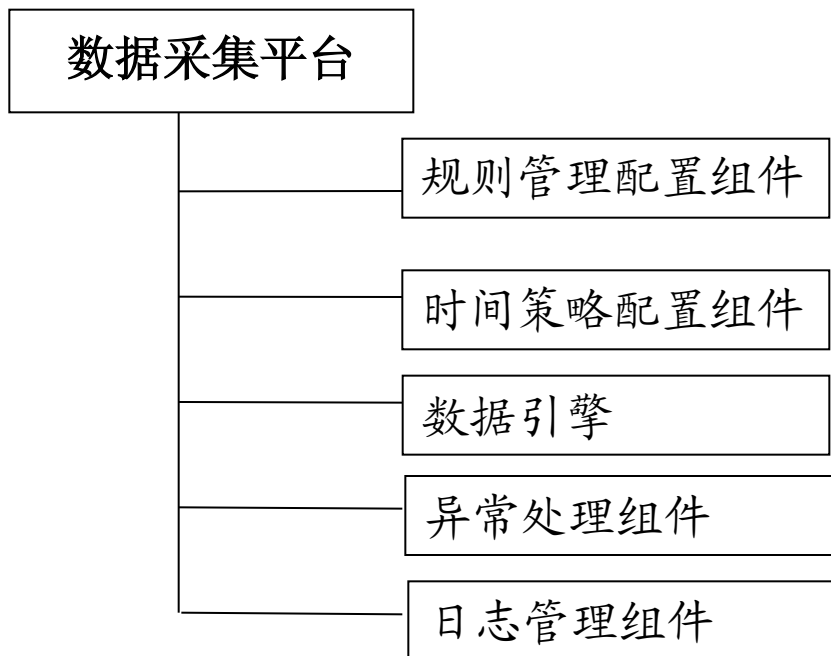 数据采集平台
规则管理配置组件
时间策略配置组件
数据引擎
异常处理组件
日志管理组件